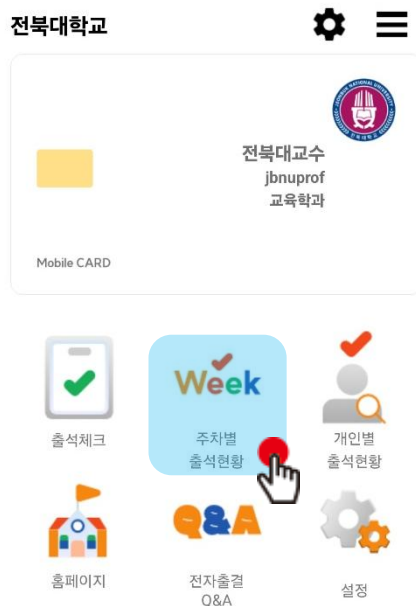 전북대학교
전북대교수
jbnuprof
교육학과
Mobile CARD
Week
출석체크
주차별
출석현황
개인별
출석현황
Q&A
홈페이지
전자출결
Q&A
설정